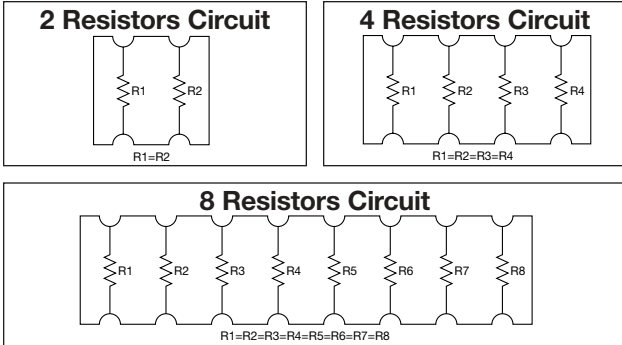 2 Resistors Circuit
R1 R2
R1=R2
4 Resistors Circuit
R1 R2 R3 R4
R1=R2=R3=R4
8 Resistors Circuit
R1 R2 R3 R4 R5 R6 R7 R8
R1=R2=R3=R4=R5=R6=R7=R8